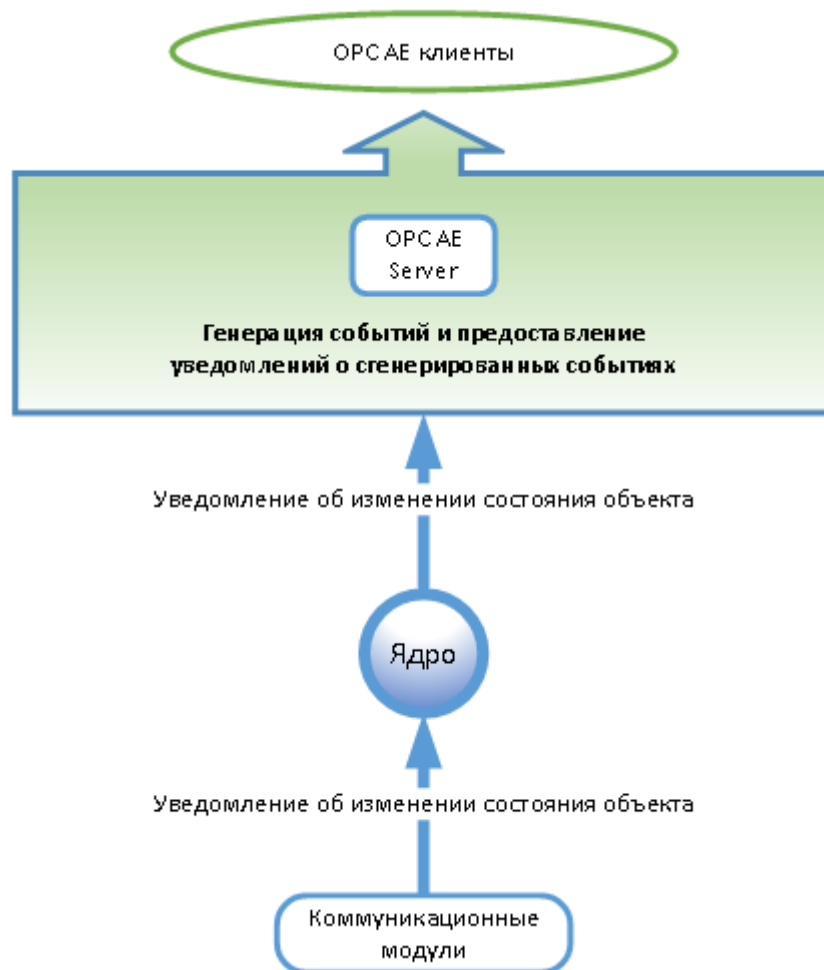 OPC AE клиенты
OPC AE
Server
Генерация событий и предоставление
уведомлений о сгенерированных событиях
Уведомление об изменении состояния объекта
Ядро
Уведомление об изменении состояния объекта
Коммуникационные
модули